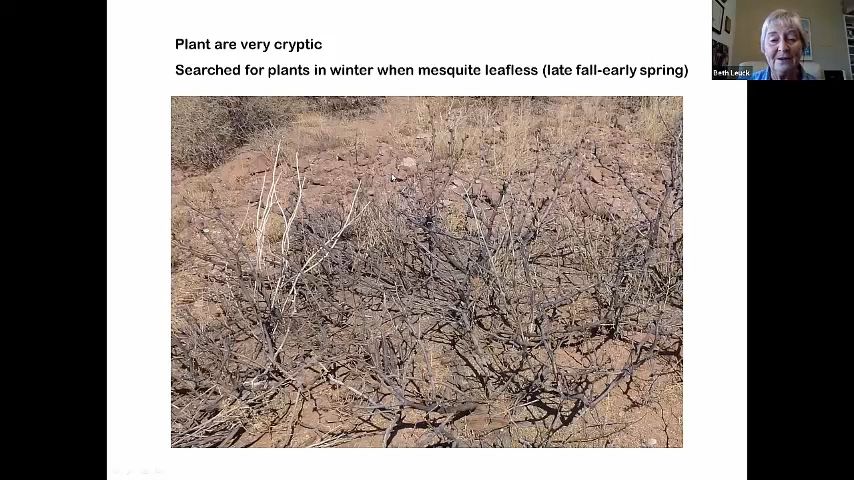 Plant are very cryptic
Searched for plants in winter when mesquite leafless (late fall-early spring)
Beth Leuck